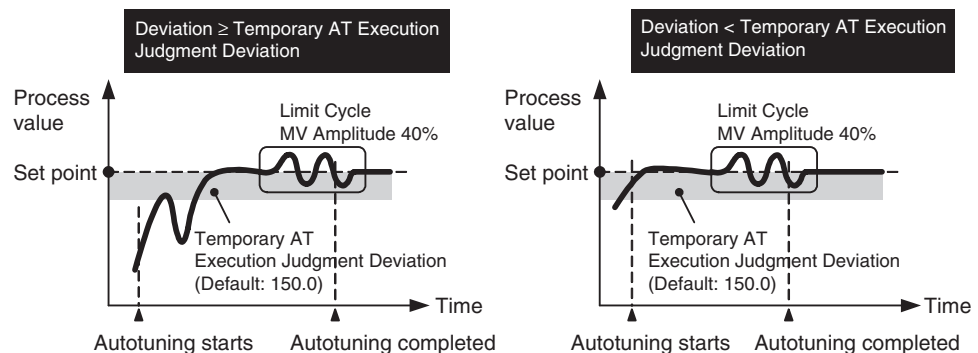 Deviation ≥ Temporary AT Execution
Judgment Deviation
Process
value
Limit Cycle
MV Amplitude 40%
Set point
Temporary AT
Execution Judgment Deviation
(Default: 150.0)
Time
Autotuning starts
Autotuning completed
Deviation < Temporary AT Execution
Judgment Deviation
Process
value
Limit Cycle
MV Amplitude 40%
Set point
Temporary AT
Execution Judgment Deviation
(Default: 150.0)
Time
Autotuning starts
Autotuning completed